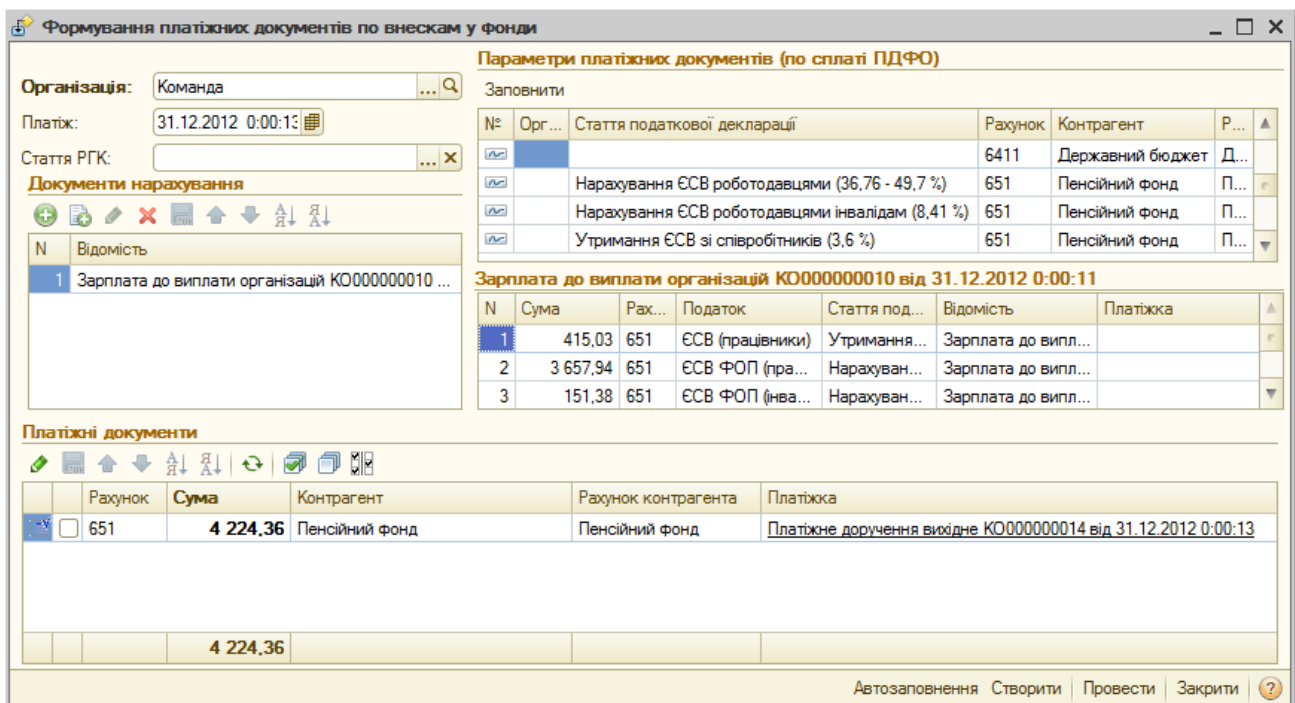 Формування платіжних документів по внескам у фонди
Організація: Команда
Платіж: 31.12.2012 0:00:13
Стаття РГК:
Документи нарахування
N Відомість
1 Зарплата до виплати організацій КО000000010 ...
Параметри платіжних документів (по сплаті ПДФО)
Заповнити
№ Орг... Стаття податкової декларації Рахунок Контрагент Р...
6411 Державний бюджет Д...
Нарахування ЄСВ роботодавцями (36,76 - 49,7 %) 651 Пенсійний фонд П...
Нарахування ЄСВ роботодавцями інвалідам (8,41 %) 651 Пенсійний фонд П...
Утримання ЄСВ зі співробітників (3,6 %) 651 Пенсійний фонд П...
Зарплата до виплати організацій КО000000010 від 31.12.2012 0:00:11
N Сума Рах... Податок Стаття под... Відомість Платіжка
1 415,03 651 ЄСВ (працівники) Утримання... Зарплата до випл...
2 3 657,94 651 ЄСВ ФОП (пра... Нарахуван... Зарплата до випл...
3 151,38 651 ЄСВ ФОП (інва... Нарахуван... Зарплата до випл...
Платіжні документи
Рахунок Сума Контрагент Рахунок контрагента Платіжка
651 4 224,36 Пенсійний фонд Пенсійний фонд Платіжне доручення вихідне КО000000014 від 31.12.2012 0:00:13
4 224,36
Автозаповнення Створити Провести Закрити ?